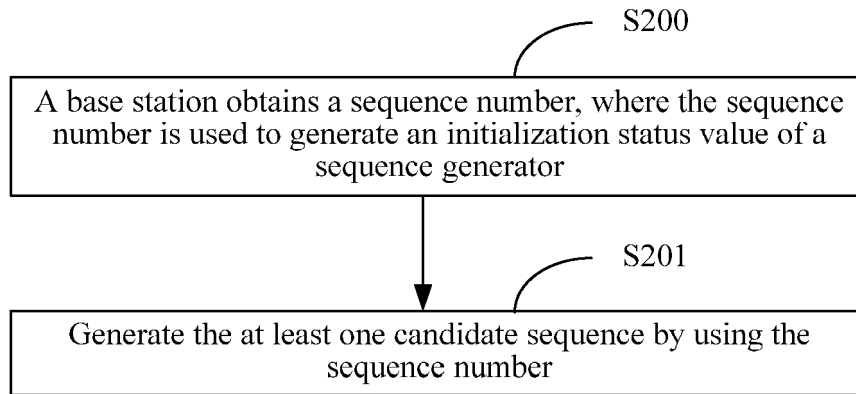 S200
A base station obtains a sequence number, where the sequence
number is used to generate an initialization status value of a
sequence generator
S201
Generate the at least one candidate sequence by using the
sequence number